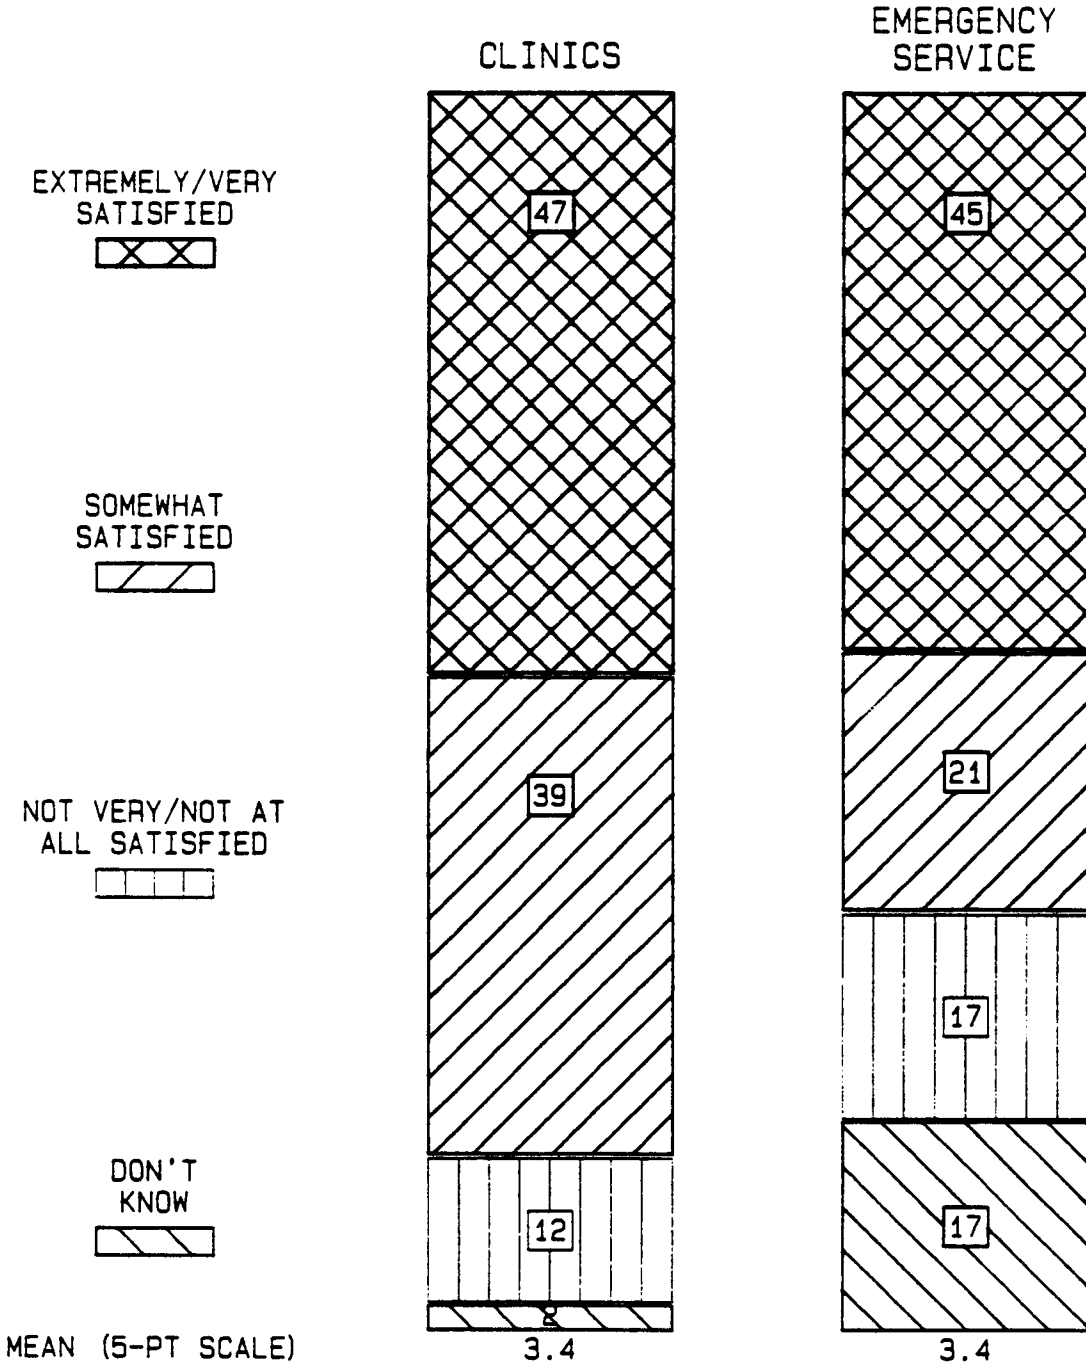 CLINICS
EMERGENCY
SERVICE
EXTREMELY/VERY
SATISFIED
47
45
SOMEWHAT
SATISFIED
39
21
NOT VERY/NOT AT
ALL SATISFIED
17
DON'T
KNOW
12
17
MEAN (5-PT SCALE)
3.4
3.4